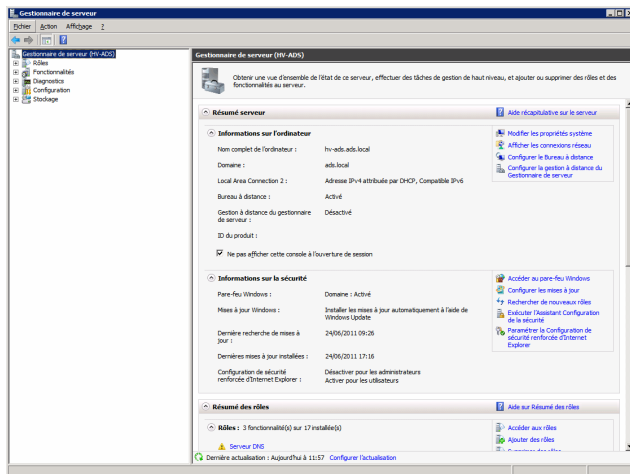 Gestionnaire de serveur
Fichier Action Affichage ?
Gestionnaire de serveur (HV-ADS)
Rôles
Fonctionnalités
Diagnostics
Configuration
Stockage
Gestionnaire de serveur (HV-ADS)
Obtenir une vue d'ensemble de l'état de ce serveur, effectuer des tâches de gestion de haut niveau, et ajouter ou supprimer des rôles et des
fonctionnalités au serveur.
Résumé serveur
Aide récapitulative sur le serveur
Informations sur l'ordinateur
Nom complet de l'ordinateur : hv-ads.ads.local
Domaine : ads.local
Local Area Connection 2 : Adresse IPv4 attribuée par DHCP, Compatible IPv6
Bureau à distance : Activé
Gestion à distance du gestionnaire Désactivé
de serveur :
ID du produit :
Ne pas afficher cette console à l'ouverture de session
Modifier les propriétés système
Afficher les connexions réseau
Configurer le Bureau à distance
Configurer la gestion à distance du
Gestionnaire de serveur
Informations sur la sécurité
Pare-feu Windows : Domaine : Activé
Mises à jour Windows : Installer les mises à jour automatiquement à l'aide de
Windows Update
Dernière recherche de mises à 24/06/2011 09:26
jour :
Dernières mises à jour installées : 24/06/2011 17:16
Configuration de sécurité Désactiver pour les administrateurs
renforcée d'Internet Explorer : Activer pour les utilisateurs
Accéder au pare-feu Windows
Configurer les mises à jour
Rechercher de nouveaux rôles
Exécuter l'Assistant Configuration
de la sécurité
Paramétrer la Configuration de
sécurité renforcée d'Internet
Explorer
Résumé des rôles
Aide sur Résumé des rôles
Rôles : 3 fonctionnalité(s) sur 17 installée(s)
Serveur DNS
Accéder aux rôles
Ajouter des rôles
Dernière actualisation : Aujourd'hui à 11:57 Configurer l'actualisation